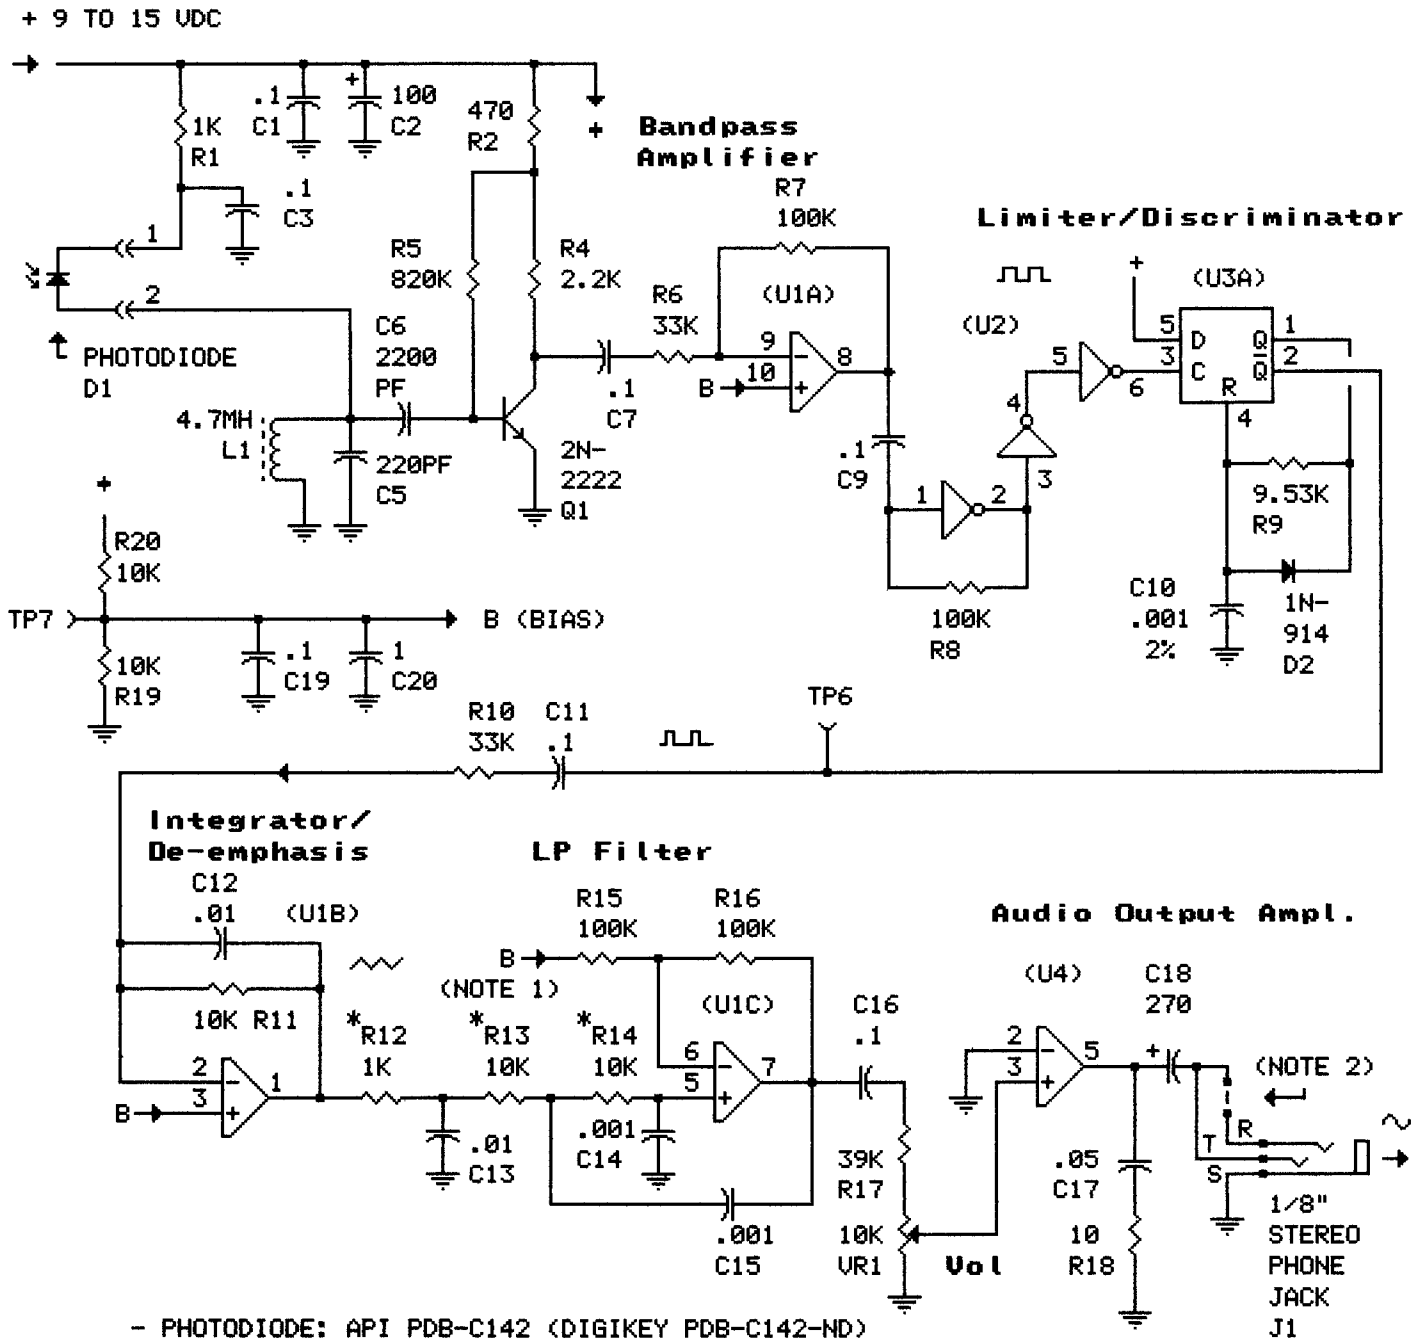 + 9 TO 15 VDC
.1
C1
+
100
C2
470
R2
+
1K
R1
.1
C3
Bandpass
Amplifier
R7
100K
Limiter/Discriminator
1
2
PHOTODIODE
D1
R5
820K
R4
2.2K
R6
33K
(U1A)
9
-
10
+
8
B
C6
2200
PF
.1
C7
(U2)
+
(U3A)
5
D
Q
1
3
C
Q
2
R
4
5
6
4
3
4.7MH
L1
220PF
C5
2N-
2222
Q1
.1
C9
1
2
9.53K
R9
+
R20
10K
TP7
B (BIAS)
10K
R19
.1
C19
1
C20
100K
R8
C10
.001
2%
1N-
914
D2
R10
33K
C11
.1
TP6
Integrator/
De-emphasis
LP Filter
C12
.01
(U1B)
R15
100K
R16
100K
Audio Output Ampl.
B
(NOTE 1)
(U1C)
C16
.1
(U4)
C18
270
10K R11
*R12
1K
*R13
10K
*R14
10K
2
-
3
+
1
B
6
-
5
+
7
2
-
3
+
5
+
(NOTE 2)
.01
C13
.001
C14
39K
R17
.05
C17
R
T
S
.001
C15
10K
VR1
Vol
10
R18
1/8"
STEREO
PHONE
JACK
J1
- PHOTODIODE: API PDB-C142 (DIGIKEY PDB-C142-ND)